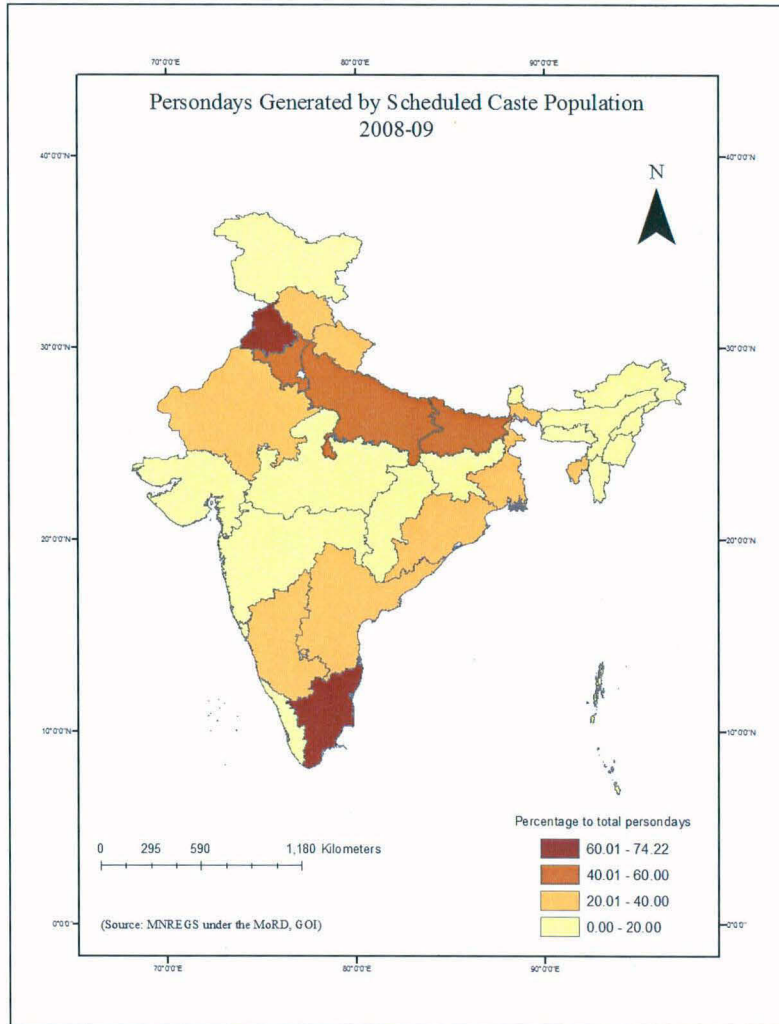 70°0'0"E 80°0'0"E 90°0'0"E
Persondays Generated by Scheduled Caste Population
2008-09
40°0'0"N 40°0'0"N
N
30°0'0"N 30°0'0"N
20°0'0"N 20°0'0"N
10°0'0"N 10°0'0"N
Percentage to total persondays
60.01 - 74.22
40.01 - 60.00
20.01 - 40.00
0.00 - 20.00
0 295 590 1,180 Kilometers
(Source: MNREGS under the MoRD, GOI)
0°0'0" 0°0'0"
70°0'0"E 80°0'0"E 90°0'0"E